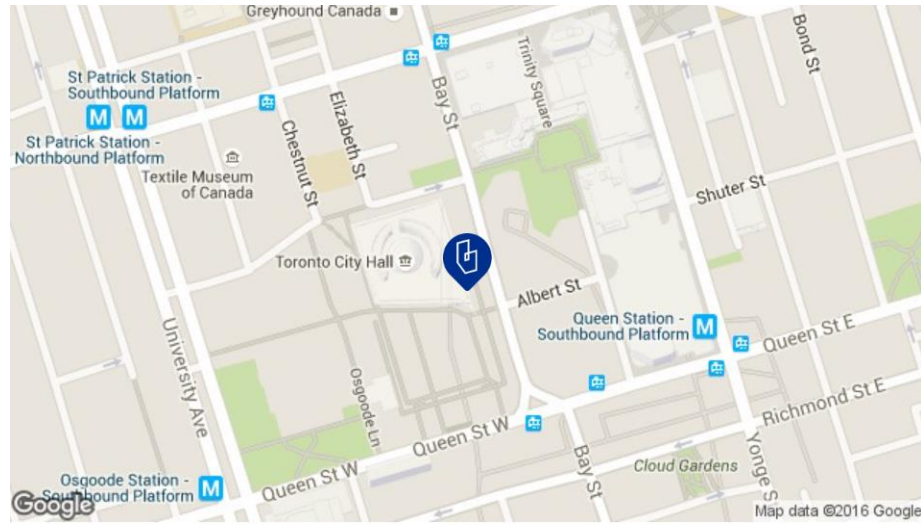 Greyhound Canada
Bond St
Trinity Square
St Patrick Station -
Southbound Platform
Bay St
M M
Elizabeth St
St Patrick Station -
Northbound Platform
Chestnut St
Textile Museum
of Canada
Shuter St
Toronto City Hall
Albert St
Queen Station -
Southbound Platform
M
Queen St E
University Ave
Osgoode Ln
Richmond St E
Queen St W
Yonge S
Bay St
Cloud Gardens
Osgoode Station -
Southbound Platform
M
Queen St W
Google
Map data ©2016 Google